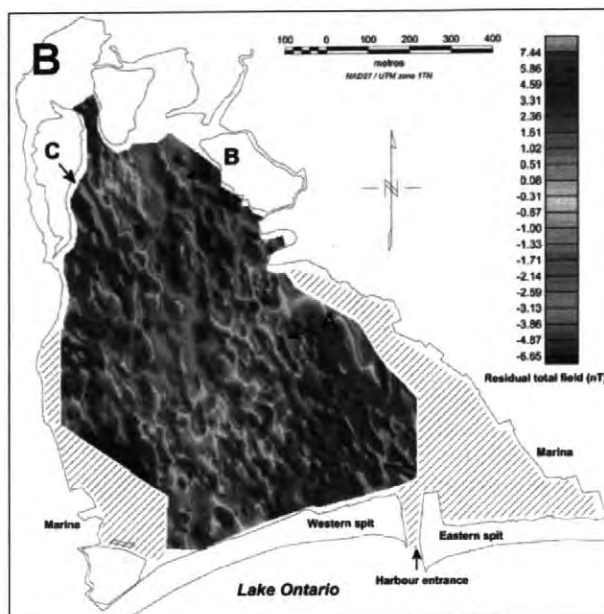 B
100 0 100 200 300 400
metres
NAD27 / UTM zone 17N
C
B
N
A
7.44
5.86
4.59
3.31
2.36
1.51
1.02
0.51
0.08
-0.31
-0.67
-1.00
-1.33
-1.71
-2.14
-2.59
-3.13
-3.86
-4.87
-6.65
Residual total field (nT)
Marina
Marina
Western spit
Eastern spit
Harbour entrance
Lake Ontario